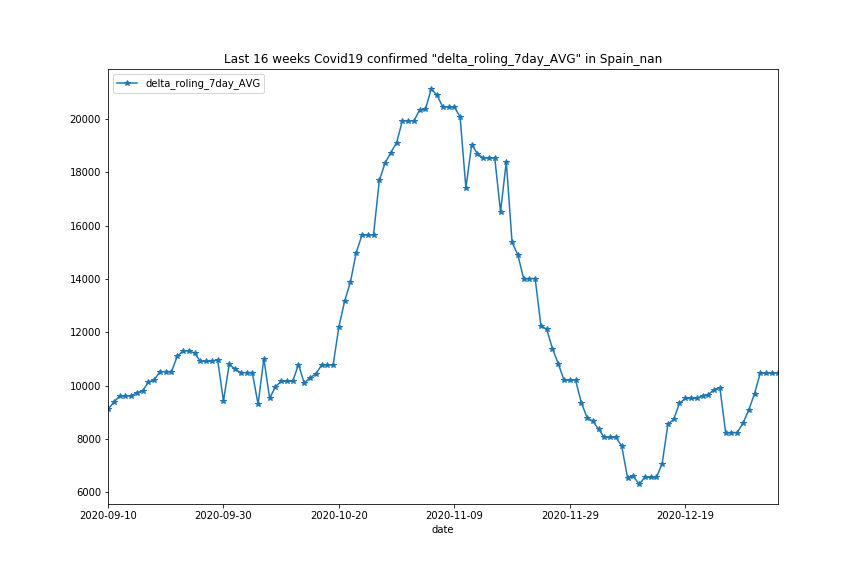 Last 16 weeks Covid19 confirmed "delta_roling_7day_AVG" in Spain_nan
delta_roling_7day_AVG
20000
18000
16000
14000
12000
10000
8000
6000
2020-09-10 2020-09-30 2020-10-20 2020-11-09 2020-11-29 2020-12-19
date